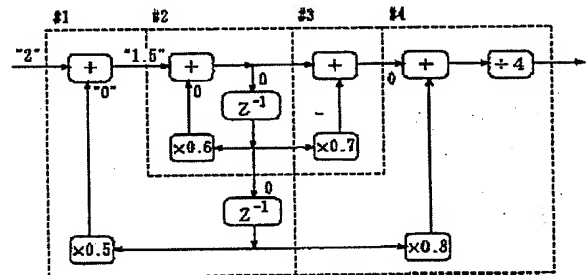 #1 #2 #3 #4
"2" + "1.5" + + + ÷4
"0" 0 0 0
Z⁻¹
-
×0.6 ×0.7
0
Z⁻¹
×0.5 ×0.8